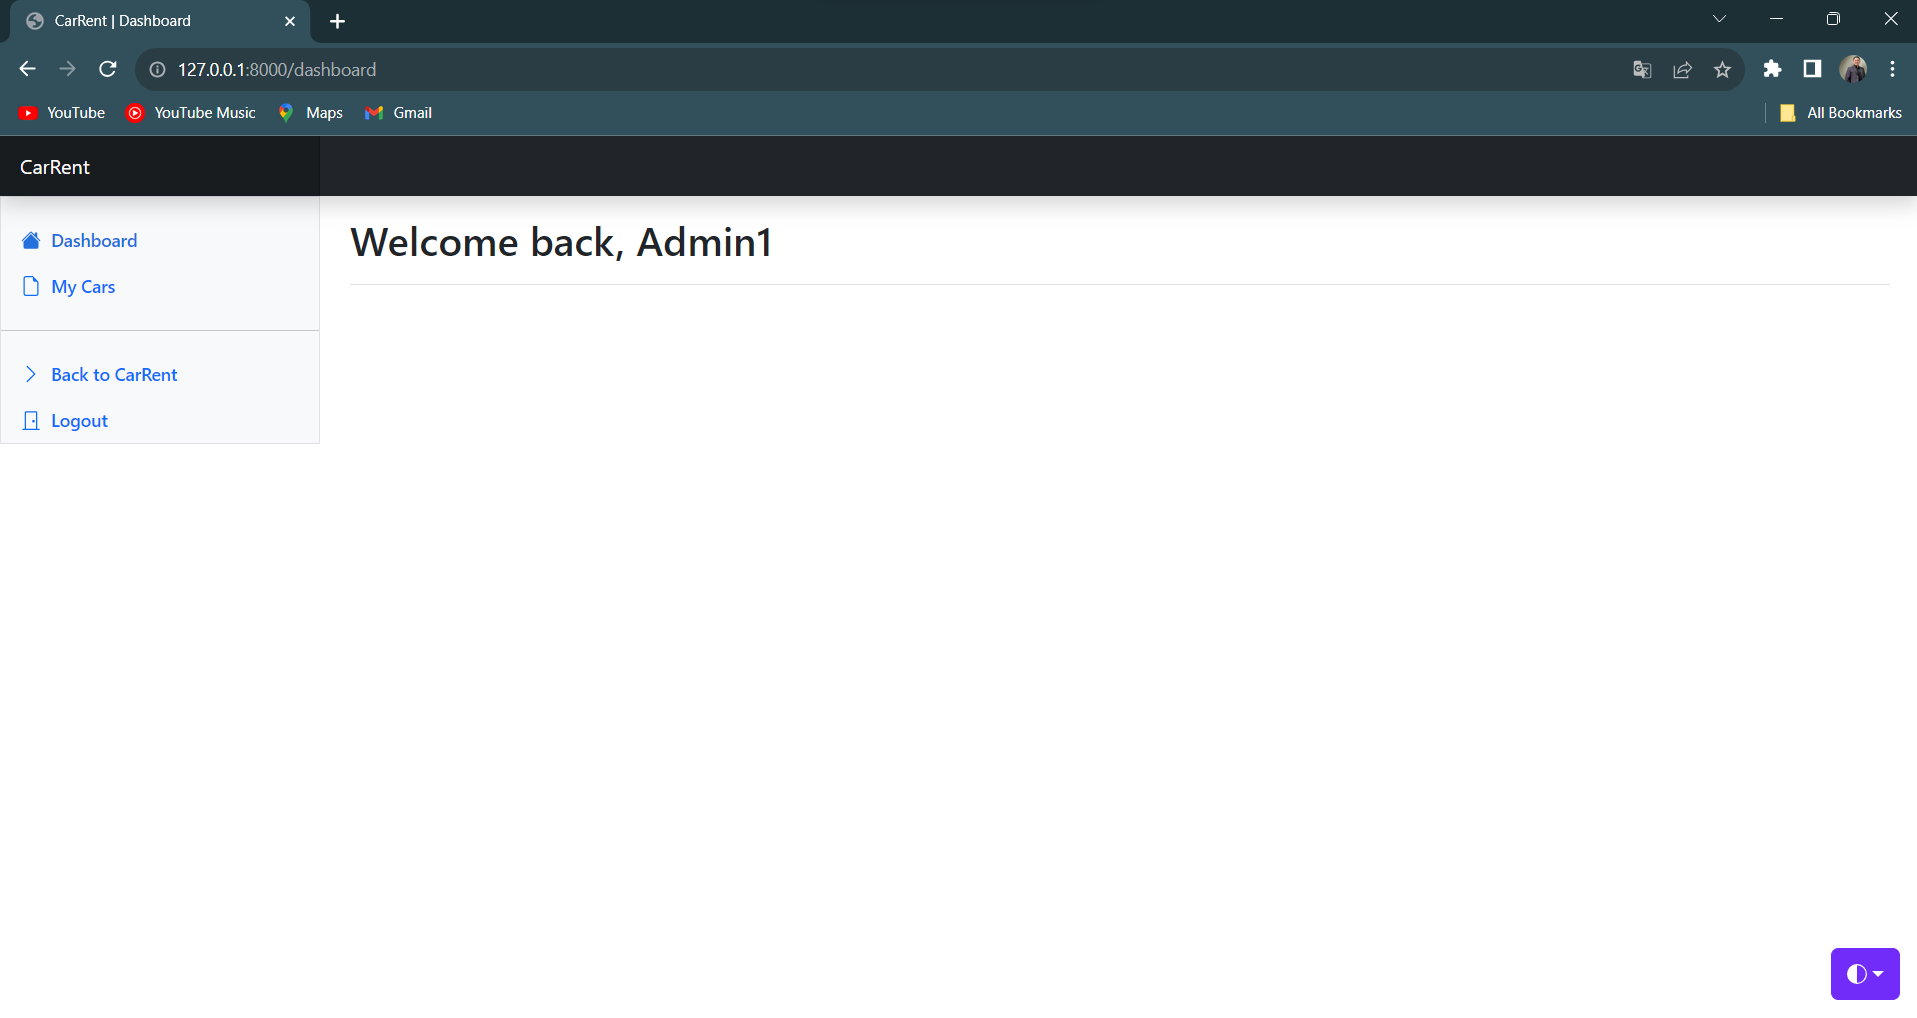 CarRent | Dashboard
127.0.0.1:8000/dashboard
YouTube
YouTube Music
Maps
Gmail
All Bookmarks
CarRent
Dashboard
My Cars
Back to CarRent
Logout
Welcome back, Admin1